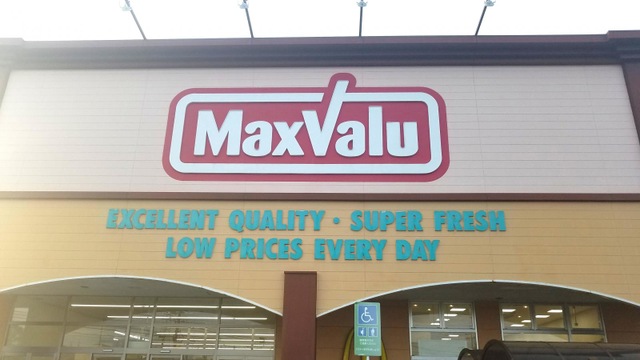 MaxValu
EXCELLENT QUALITY • SUPER FRESH
LOW PRICES EVERY DAY